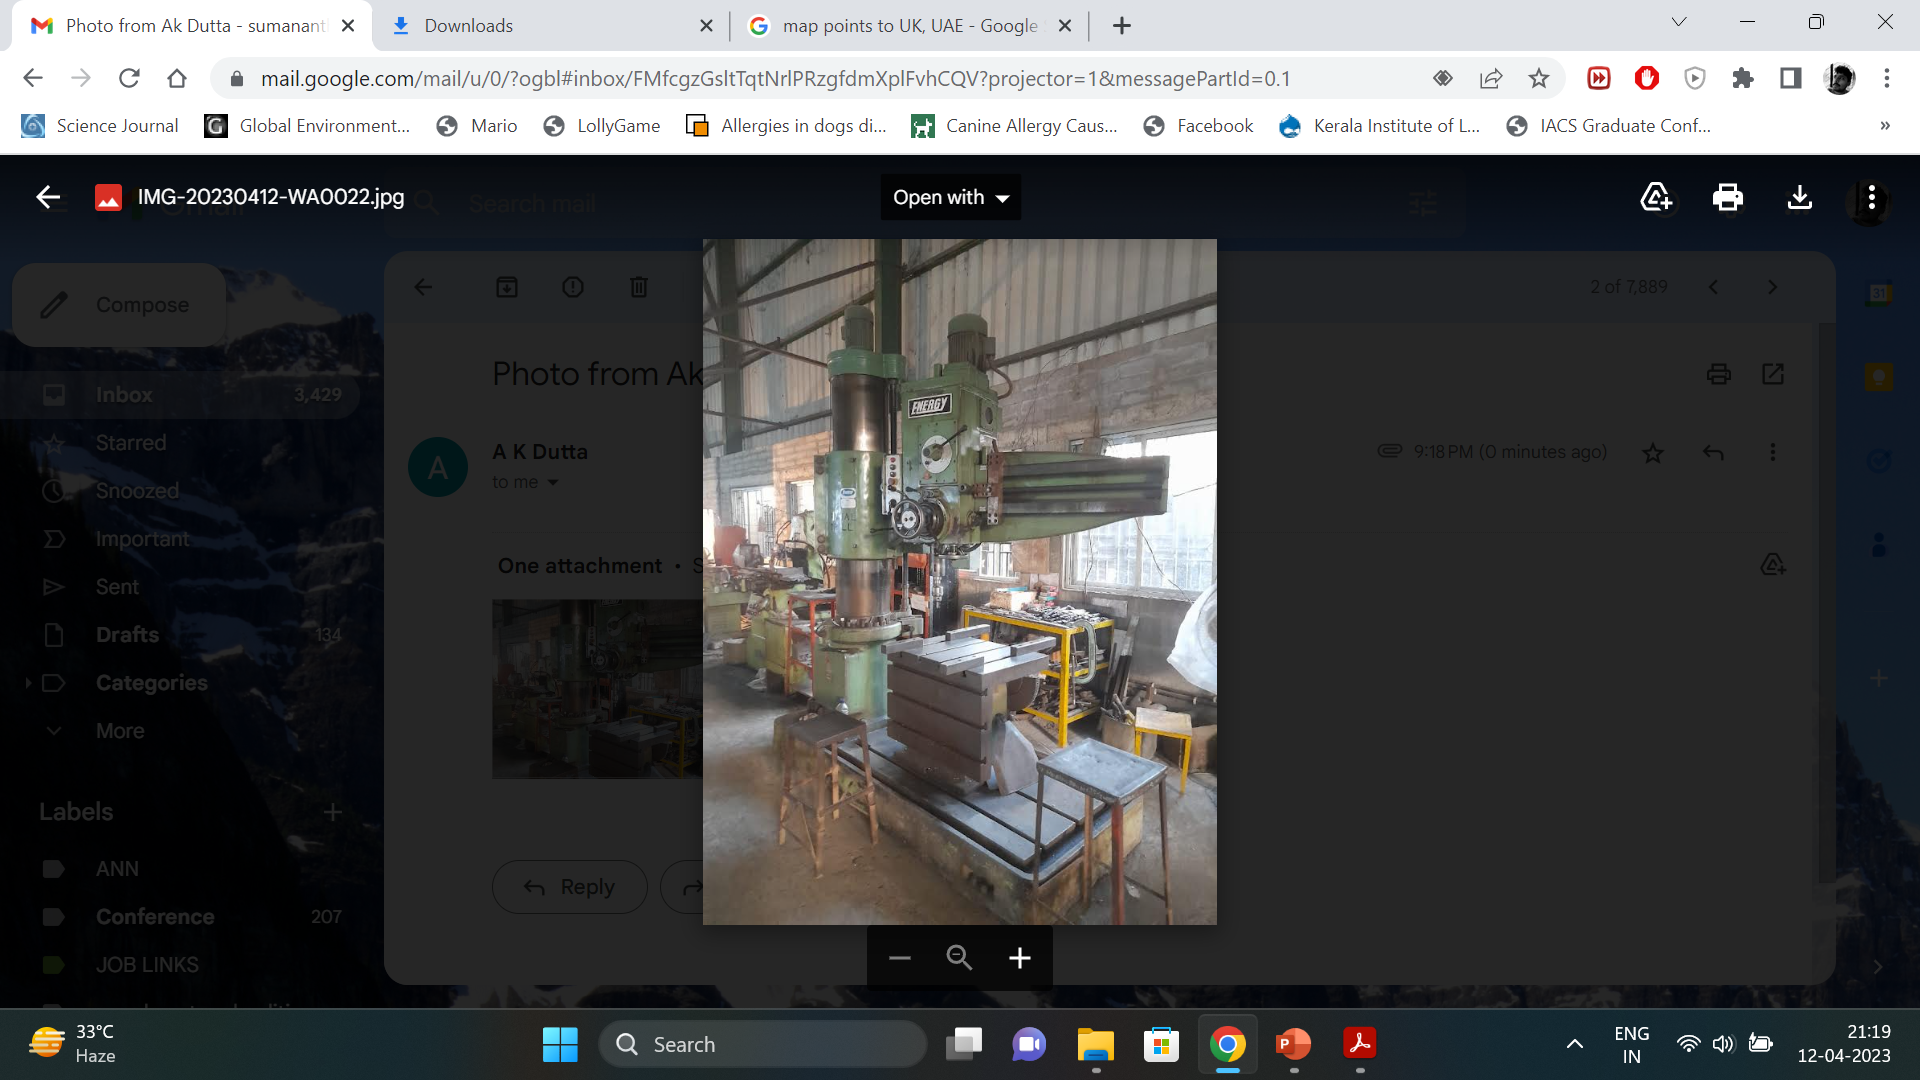 Photo from Ak Dutta - sumanant
Downloads
map points to UK, UAE - Google
mail.google.com/mail/u/0/?ogbl#inbox/FMfcgzGsltTqtNrlPRzgfdmXplFvhCQV?projector=1&messagePartId=0.1
Science Journal
Global Environment...
Mario
LollyGame
Allergies in dogs di...
Canine Allergy Caus...
Facebook
Kerala Institute of L...
IACS Graduate Conf...
»
IMG-20230412-WA0022.jpg
Search mail
Open with
Compose
2 of 7,889
31
Photo from Ak
Inbox 3,429
ENERGY
Starred
A
A K Dutta
9:18 PM (0 minutes ago)
to me
Snoozed
Important
One attachment • S
Sent
Drafts 134
Categories
More
Labels
ANN
Reply
Conference 207
JOB LINKS
33°C
Haze
Search
P
ENG
IN
21:19
12-04-2023